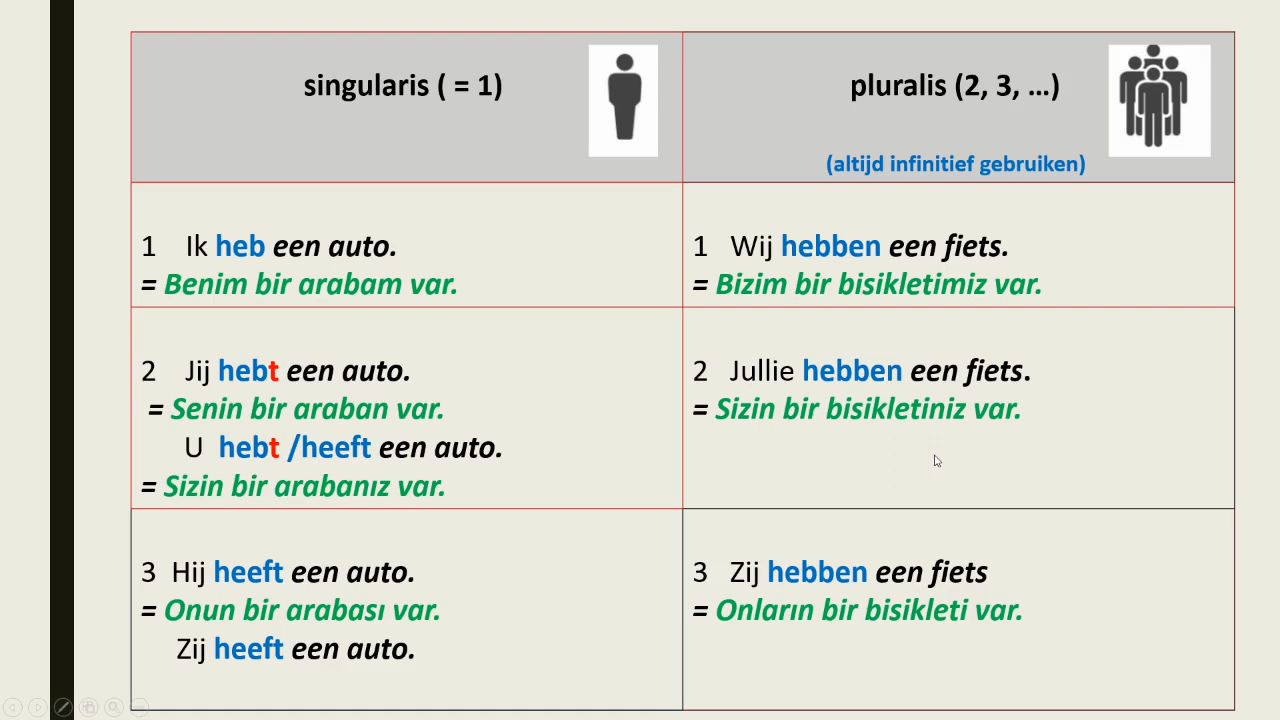 singularis ( = 1)
pluralis (2, 3, ...)
(altijd infinitief gebruiken)
1 Ik heb een auto.
= Benim bir arabam var.
1 Wij hebben een fiets.
= Bizim bir bisikletimiz var.
2 Jij hebt een auto.
= Senin bir araban var.
U hebt /heeft een auto.
= Sizin bir arabanız var.
2 Jullie hebben een fiets.
= Sizin bir bisikletiniz var.
3 Hij heeft een auto.
= Onun bir arabası var.
Zij heeft een auto.
3 Zij hebben een fiets
= Onların bir bisikleti var.